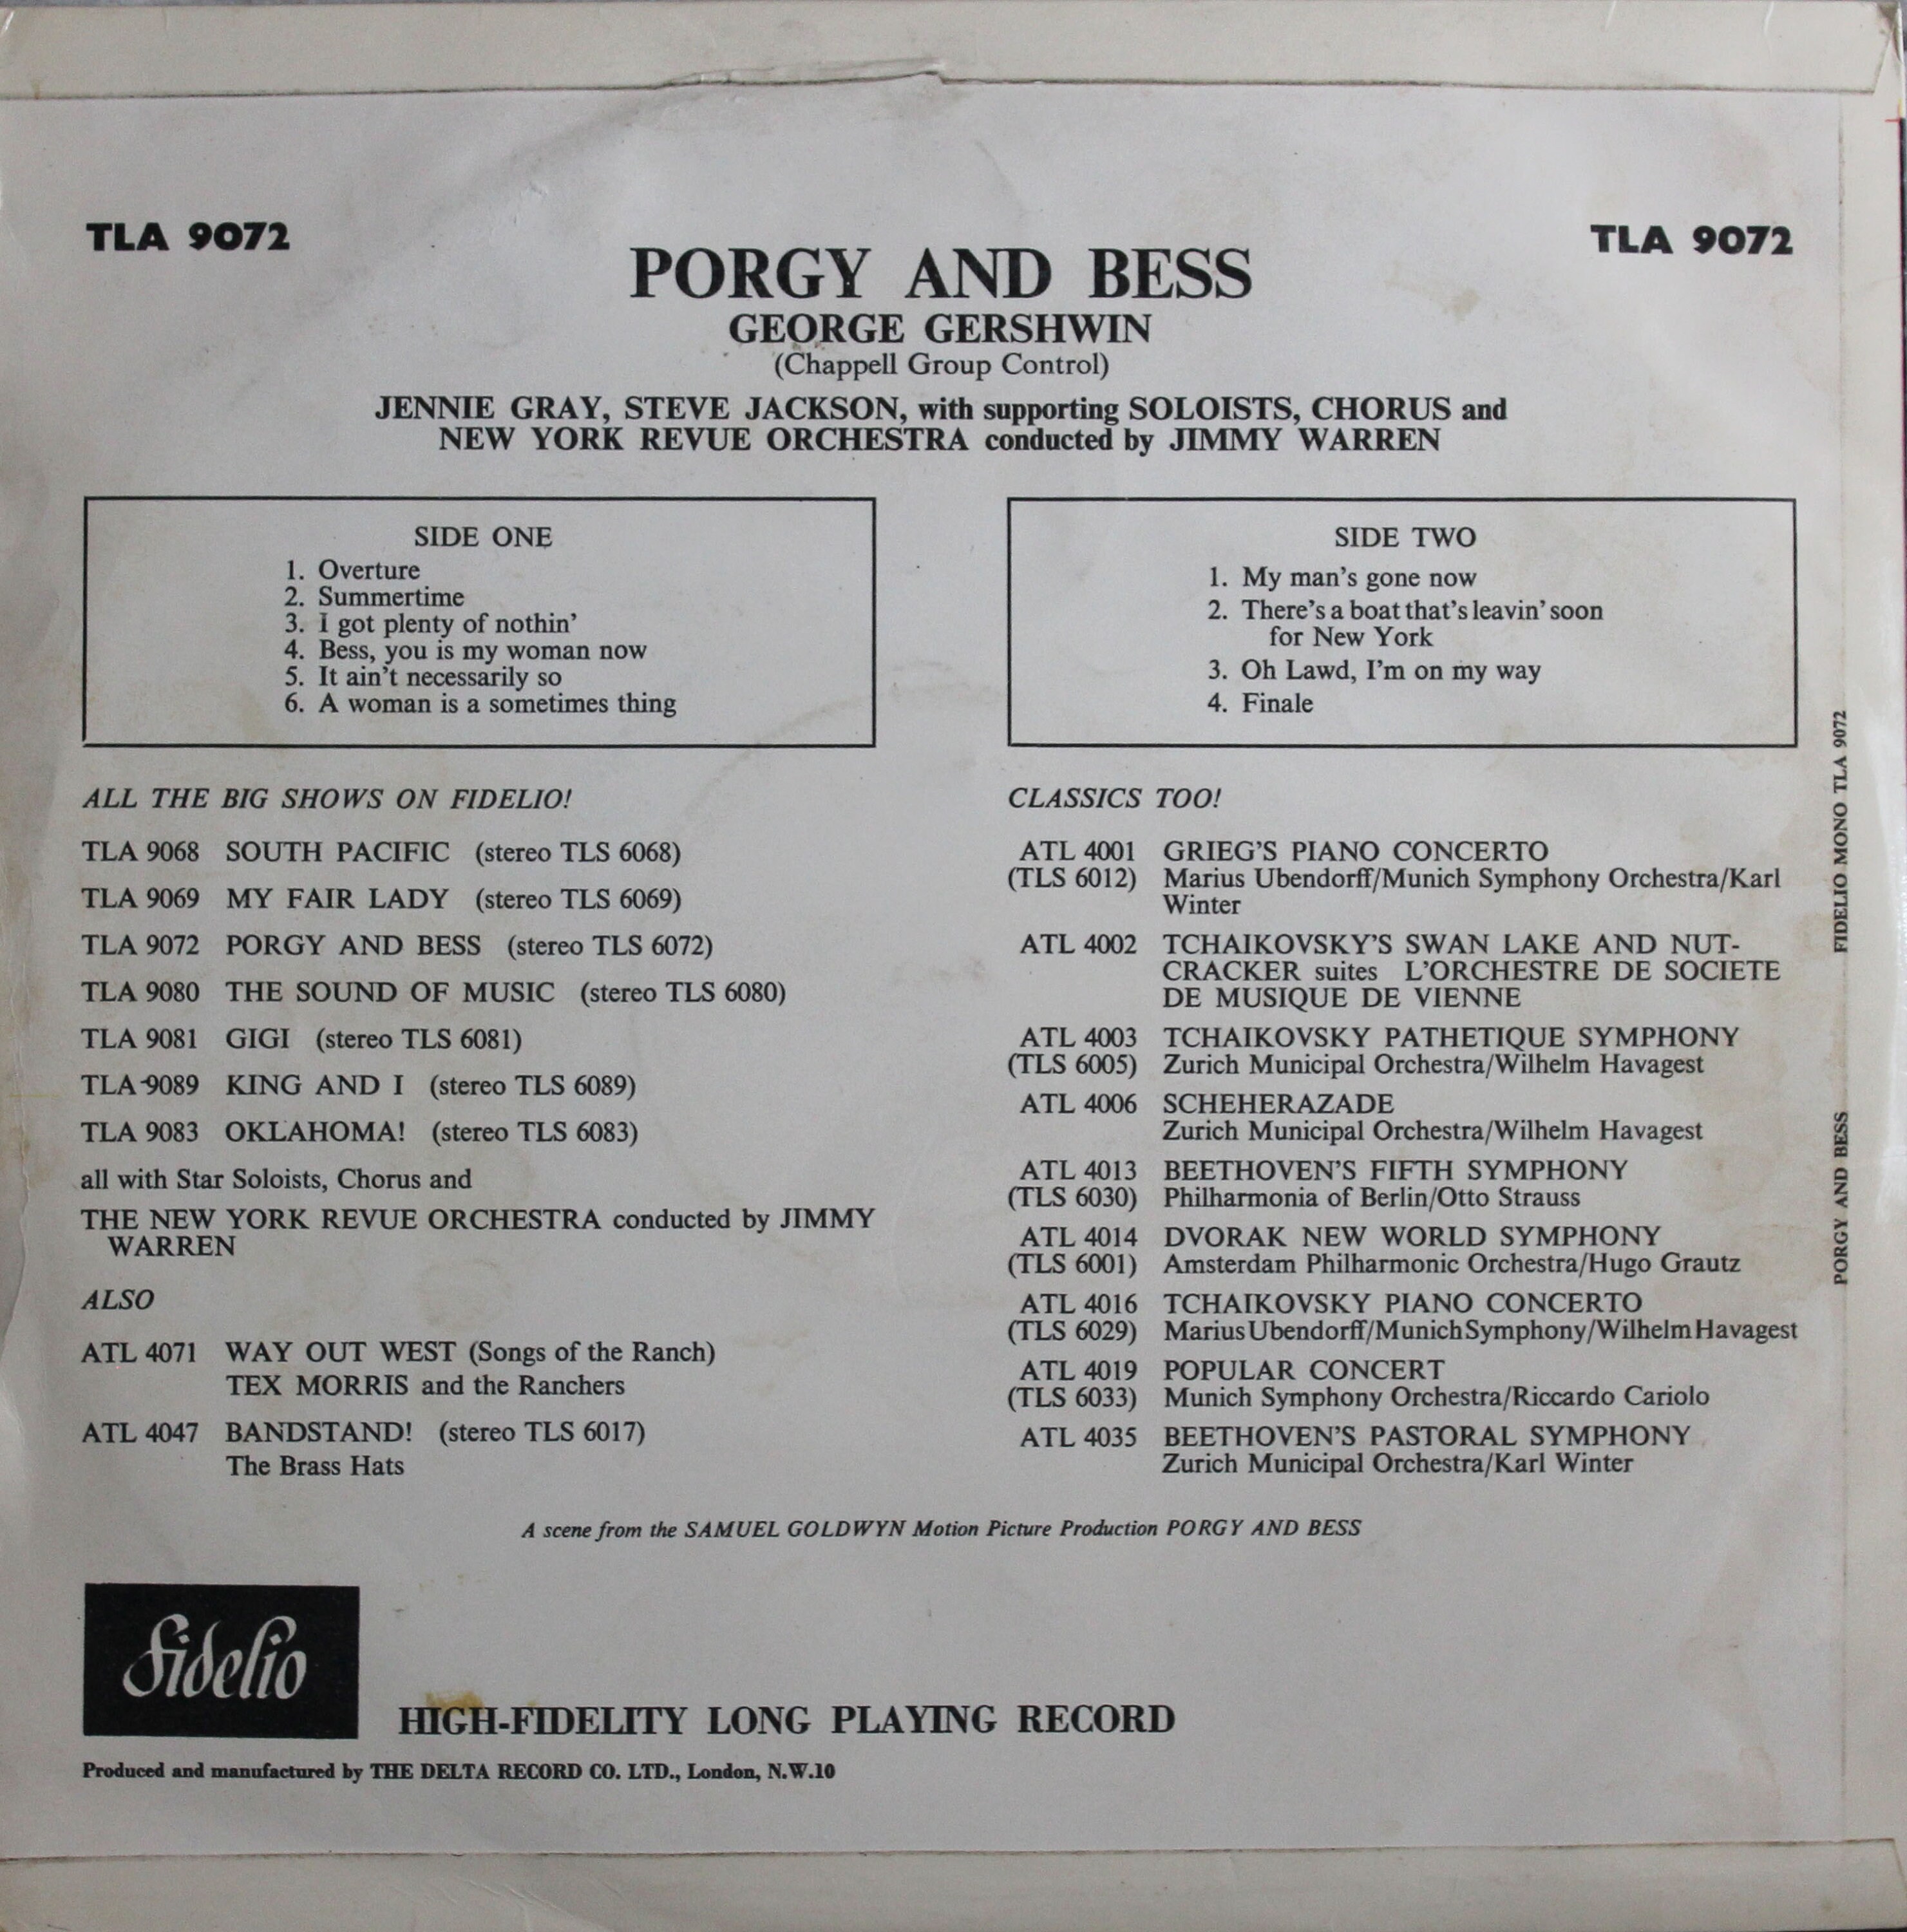 TLA 9072
TLA 9072
PORGY AND BESS
GEORGE GERSHWIN
(Chappell Group Control)
JENNIE GRAY, STEVE JACKSON, with supporting SOLOISTS, CHORUS and
NEW YORK REVUE ORCHESTRA conducted by JIMMY WARREN
SIDE ONE
1. Overture
2. Summertime
3. I got plenty of nothin'
4. Bess, you is my woman now
5. It ain't necessarily so
6. A woman is a sometimes thing
SIDE TWO
1. My man's gone now
2. There's a boat that's leavin' soon
for New York
3. Oh Lawd, I'm on my way
4. Finale
ALL THE BIG SHOWS ON FIDELIO!
TLA 9068 SOUTH PACIFIC (stereo TLS 6068)
TLA 9069 MY FAIR LADY (stereo TLS 6069)
TLA 9072 PORGY AND BESS (stereo TLS 6072)
TLA 9080 THE SOUND OF MUSIC (stereo TLS 6080)
TLA 9081 GIGI (stereo TLS 6081)
TLA 9089 KING AND I (stereo TLS 6089)
TLA 9083 OKLAHOMA! (stereo TLS 6083)
all with Star Soloists, Chorus and
THE NEW YORK REVUE ORCHESTRA conducted by JIMMY
WARREN
ALSO
ATL 4071 WAY OUT WEST (Songs of the Ranch)
TEX MORRIS and the Ranchers
ATL 4047 BANDSTAND! (stereo TLS 6017)
The Brass Hats
CLASSICS TOO!
ATL 4001 GRIEG'S PIANO CONCERTO
(TLS 6012) Marius Ubendorff/Munich Symphony Orchestra/Karl
Winter
ATL 4002 TCHAIKOVSKY'S SWAN LAKE AND NUT-
CRACKER suites L'ORCHESTRE DE SOCIETE
DE MUSIQUE DE VIENNE
ATL 4003 TCHAIKOVSKY PATHETIQUE SYMPHONY
(TLS 6005) Zurich Municipal Orchestra/Wilhelm Havagest
ATL 4006 SCHEHERAZADE
Zurich Municipal Orchestra/Wilhelm Havagest
ATL 4013 BEETHOVEN'S FIFTH SYMPHONY
(TLS 6030) Philharmonia of Berlin/Otto Strauss
ATL 4014 DVORAK NEW WORLD SYMPHONY
(TLS 6001) Amsterdam Philharmonic Orchestra/Hugo Grautz
ATL 4016 TCHAIKOVSKY PIANO CONCERTO
(TLS 6029) Marius Ubendorff/Munich Symphony/Wilhelm Havagest
ATL 4019 POPULAR CONCERT
(TLS 6033) Munich Symphony Orchestra/Riccardo Cariolo
ATL 4035 BEETHOVEN'S PASTORAL SYMPHONY
Zurich Municipal Orchestra/Karl Winter
A scene from the SAMUEL GOLDWYN Motion Picture Production PORGY AND BESS
fidelio
HIGH-FIDELITY LONG PLAYING RECORD
Produced and manufactured by THE DELTA RECORD CO. LTD., London, N.W.10
PORGY AND BESS
FIDELIO MONO TLA 9072